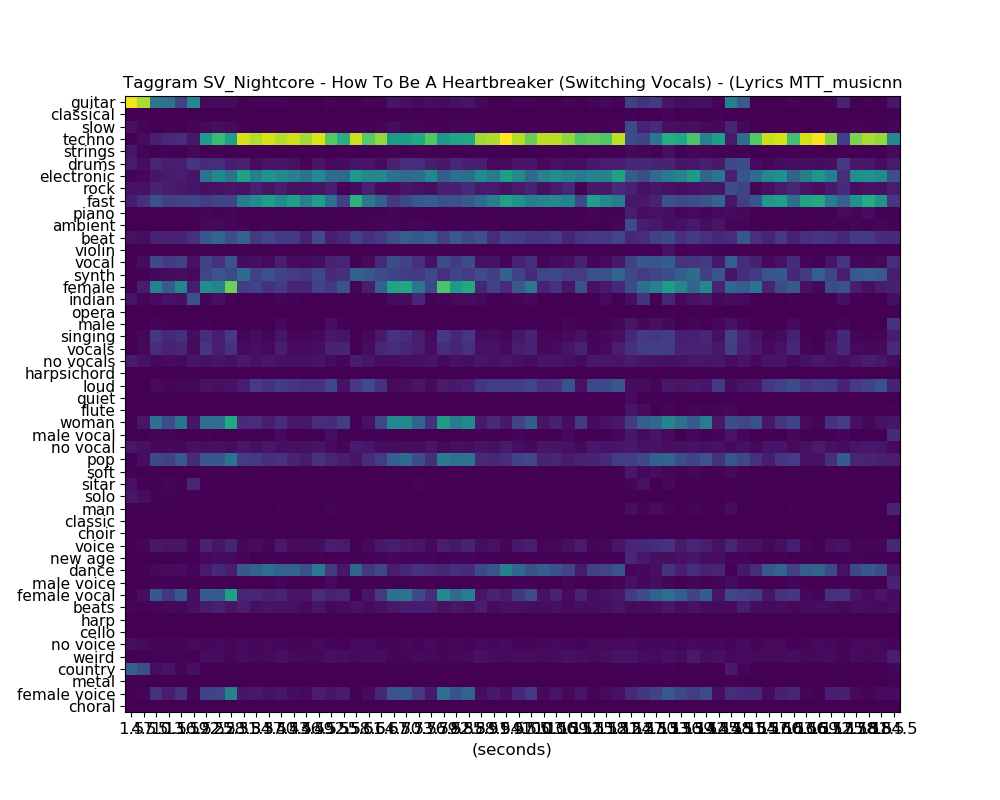 Taggram SV_Nightcore - How To Be A Heartbreaker (Switching Vocals) - (Lyrics MTT_musicnn
guitar
classical
slow
techno
strings
drums
electronic
rock
fast
piano
ambient
beat
violin
vocal
synth
female
indian
opera
male
singing
vocals
no vocals
harpsichord
loud
quiet
flute
woman
male vocal
no vocal
pop
soft
sitar
solo
man
classic
choir
voice
new age
dance
male voice
female vocal
beats
harp
cello
no voice
weird
country
metal
female voice
choral
(seconds)